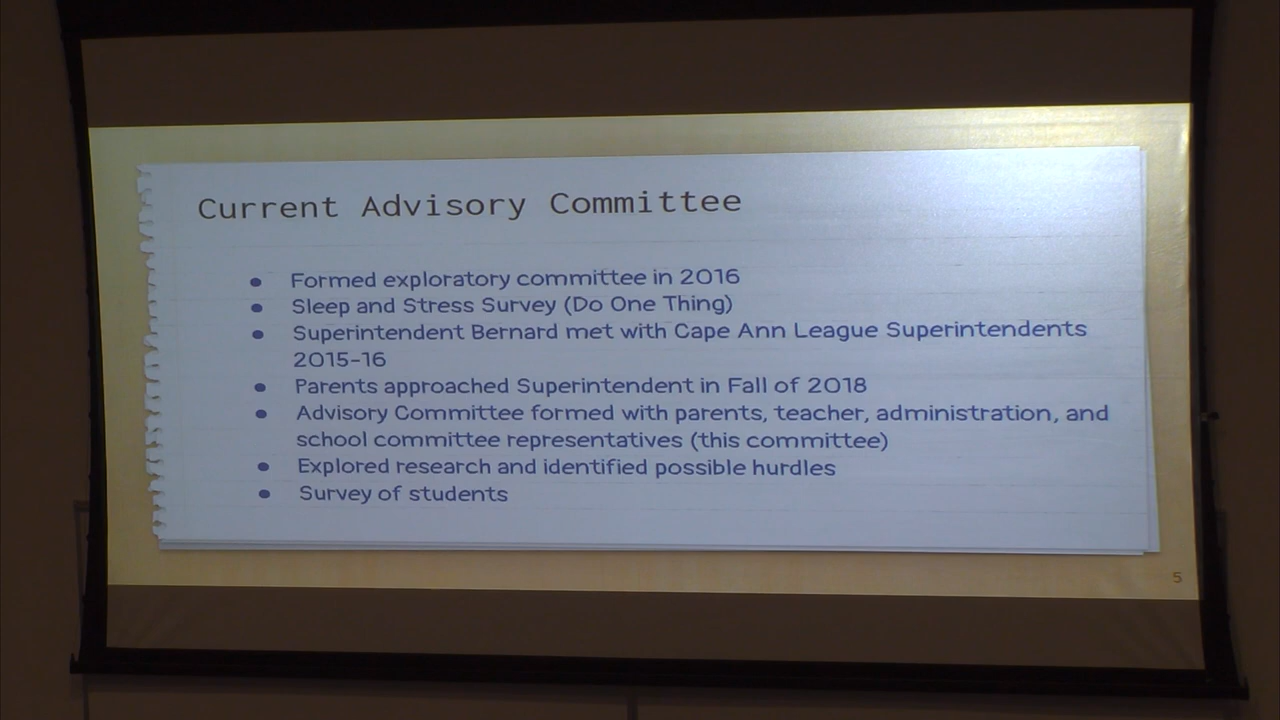 Current Advisory Committee
● Formed exploratory committee in 2016
● Sleep and Stress Survey (Do One Thing)
● Superintendent Bernard met with Cape Ann League Superintendents
2015-16
● Parents approached Superintendent in Fall of 2018
● Advisory Committee formed with parents, teacher, administration, and
school committee representatives (this committee)
● Explored research and identified possible hurdles
● Survey of students
5